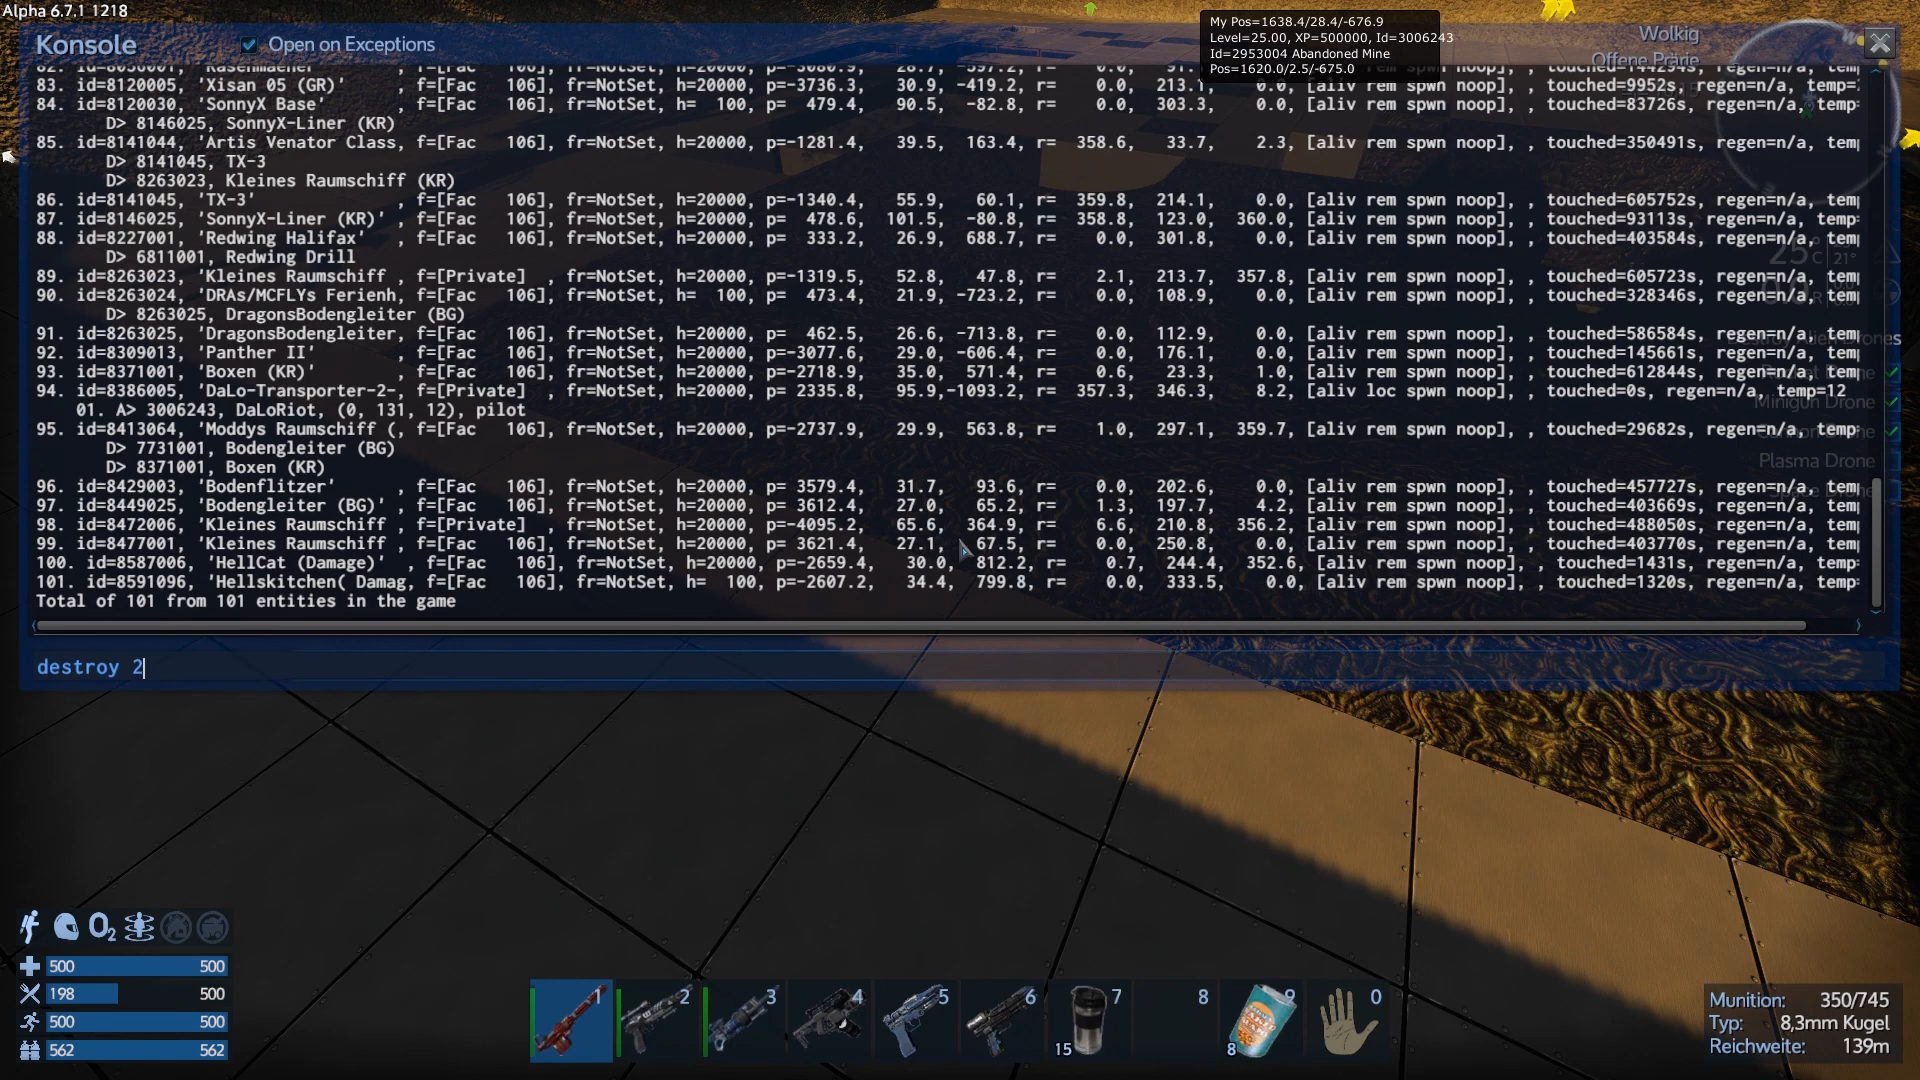 Alpha 6.7.1 1218
My Pos=1638.4/28.4/-676.9
Level=25.00, XP=500000, Id=3006243
Id=2953004 Abandoned Mine
Pos=1620.0/2.5/-675.0
Wolkig
Offene Prärie
Konsole
Open on Exceptions
83. id=8120005, 'Xisan 05 (GR)' , f=[Fac 106], fr=NotSet, h=20000, p=-3736.3, 30.9, -419.2, r= 0.0, 213.1, 0.0, [aliv rem spwn noop], , touched=9952s, regen=n/a, temp=
84. id=8120030, 'SonnyX Base' , f=[Fac 106], fr=NotSet, h= 100, p= 479.4, 90.5, -82.8, r= 0.0, 303.3, 0.0, [aliv rem spwn noop], , touched=83726s, regen=n/a, temp=
D> 8146025, SonnyX-Liner (KR)
85. id=8141044, 'Artis Venator Class, f=[Fac 106], fr=NotSet, h=20000, p=-1281.4, 39.5, 163.4, r= 358.6, 33.7, 2.3, [aliv rem spwn noop], , touched=350491s, regen=n/a, tem
D> 8141045, TX-3
D> 8263023, Kleines Raumschiff (KR)
86. id=8141045, 'TX-3' , f=[Fac 106], fr=NotSet, h=20000, p=-1340.4, 55.9, 60.1, r= 359.8, 214.1, 0.0, [aliv rem spwn noop], , touched=605752s, regen=n/a, tem
87. id=8146025, 'SonnyX-Liner (KR)' , f=[Fac 106], fr=NotSet, h=20000, p= 478.6, 101.5, -80.8, r= 358.8, 123.0, 360.0, [aliv rem spwn noop], , touched=93113s, regen=n/a, temp=
88. id=8227001, 'Redwing Halifax' , f=[Fac 106], fr=NotSet, h=20000, p= 333.2, 26.9, 688.7, r= 0.0, 301.8, 0.0, [aliv rem spwn noop], , touched=403584s, regen=n/a, tem
D> 6811001, Redwing Drill
89. id=8263023, 'Kleines Raumschiff , f=[Private] , fr=NotSet, h=20000, p=-1319.5, 52.8, 47.8, r= 2.1, 213.7, 357.8, [aliv rem spwn noop], , touched=605723s, regen=n/a, tem
90. id=8263024, 'DRAs/MCFLYs Ferienh, f=[Fac 106], fr=NotSet, h= 100, p= 473.4, 21.9, -723.2, r= 0.0, 108.9, 0.0, [aliv rem spwn noop], , touched=328346s, regen=n/a, tem
D> 8263025, DragonsBodengleiter (BG)
91. id=8263025, 'DragonsBodengleiter, f=[Fac 106], fr=NotSet, h=20000, p= 462.5, 26.6, -713.8, r= 0.0, 112.9, 0.0, [aliv rem spwn noop], , touched=586584s, regen=n/a, tem
92. id=8309013, 'Panther II' , f=[Fac 106], fr=NotSet, h=20000, p=-3077.6, 29.0, -606.4, r= 0.0, 176.1, 0.0, [aliv rem spwn noop], , touched=145661s, regen=n/a, tem
93. id=8371001, 'Boxen (KR)' , f=[Fac 106], fr=NotSet, h=20000, p=-2718.9, 35.0, 571.4, r= 0.6, 23.3, 1.0, [aliv rem spwn noop], , touched=612844s, regen=n/a, tem
94. id=8386005, 'DaLo-Transporter-2-, f=[Private] , fr=NotSet, h=20000, p= 2335.8, 95.9,-1093.2, r= 357.3, 346.3, 8.2, [aliv loc spwn noop], , touched=0s, regen=n/a, temp=12
01. A> 3006243, DaLoRiot, (0, 131, 12), pilot
95. id=8413064, 'Moddys Raumschiff (, f=[Fac 106], fr=NotSet, h=20000, p=-2737.9, 29.9, 563.8, r= 1.0, 297.1, 359.7, [aliv rem spwn noop], , touched=29682s, regen=n/a, temp=
D> 7731001, Bodengleiter (BG)
D> 8371001, Boxen (KR)
Plasma Drone
96. id=8429003, 'Bodenflitzer' , f=[Fac 106], fr=NotSet, h=20000, p= 3579.4, 31.7, 93.6, r= 0.0, 202.6, 0.0, [aliv rem spwn noop], , touched=457727s, regen=n/a, tem
97. id=8449025, 'Bodengleiter (BG)' , f=[Fac 106], fr=NotSet, h=20000, p= 3612.4, 27.0, 65.2, r= 1.3, 197.7, 4.2, [aliv rem spwn noop], , touched=403669s, regen=n/a, tem
98. id=8472006, 'Kleines Raumschiff , f=[Private] , fr=NotSet, h=20000, p=-4095.2, 65.6, 364.9, r= 6.6, 210.8, 356.2, [aliv rem spwn noop], , touched=488050s, regen=n/a, tem
99. id=8477001, 'Kleines Raumschiff , f=[Fac 106], fr=NotSet, h=20000, p= 3621.4, 27.1, 67.5, r= 0.0, 250.8, 0.0, [aliv rem spwn noop], , touched=403770s, regen=n/a, tem
100. id=8587006, 'HellCat (Damage)' , f=[Fac 106], fr=NotSet, h=20000, p=-2659.4, 30.0, 812.2, r= 0.7, 244.4, 352.6, [aliv rem spwn noop], , touched=1431s, regen=n/a, temp=
101. id=8591096, 'Hellskitchen( Damag, f=[Fac 106], fr=NotSet, h= 100, p=-2607.2, 34.4, 799.8, r= 0.0, 333.5, 0.0, [aliv rem spwn noop], , touched=1320s, regen=n/a, temp=
Total of 101 from 101 entities in the game
destroy 2
O2
500 500
198 500
500 500
562 562
1 2 3 4 5 6 7 8 9 0
15 8
Munition: 350/745
Typ: 8,3mm Kugel
Reichweite: 139m